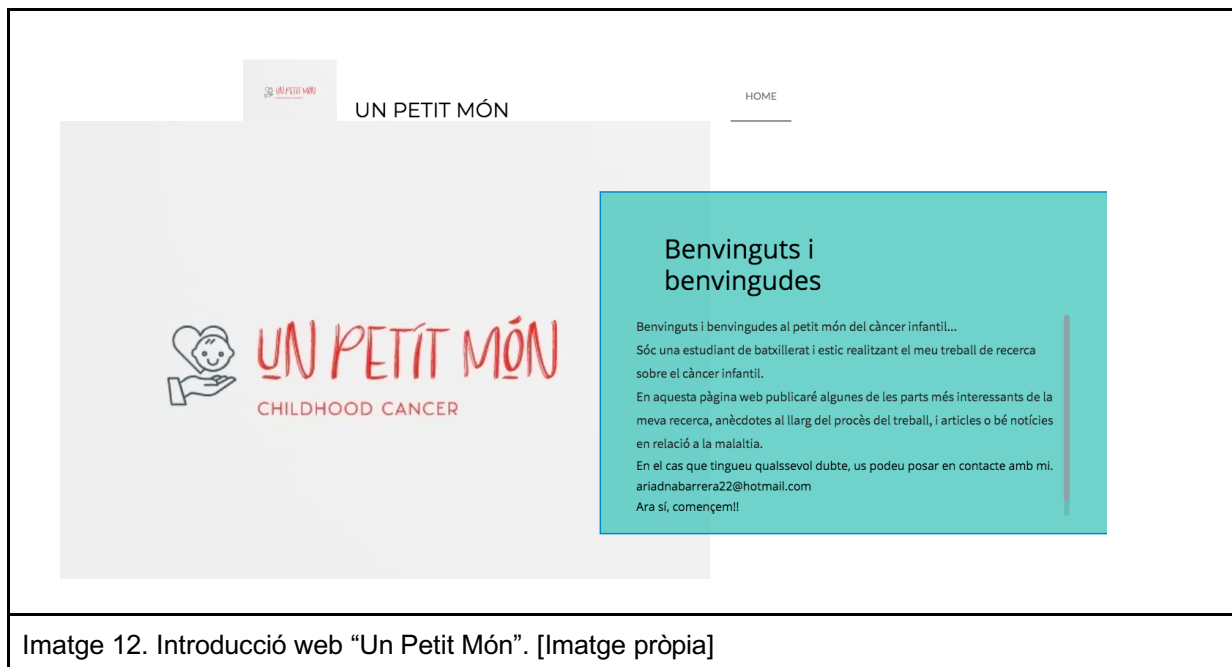 UN PETIT MÓN
UN PETIT MÓN
HOME
UN PETÍT MÓN
CHILDHOOD CANCER
Benvinguts i
benvingudes
Benvinguts i benvingudes al petit món del càncer infantil...
Sóc una estudiant de batxillerat i estic realitzant el meu treball de recerca
sobre el càncer infantil.
En aquesta pàgina web publicaré algunes de les parts més interessants de la
meva recerca, anècdotes al llarg del procès del treball, i articles o bé notícies
en relació a la malaltia.
En el cas que tingueu qualssevol dubte, us podeu posar en contacte amb mi.
ariadnabarrera22@hotmail.com
Ara sí, començem!!
Imatge 12. Introducció web “Un Petit Món”. [Imatge pròpia]